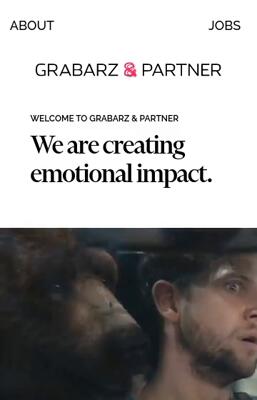 ABOUT JOBS
GRABARZ & PARTNER
WELCOME TO GRABARZ & PARTNER
We are creating
emotional impact.